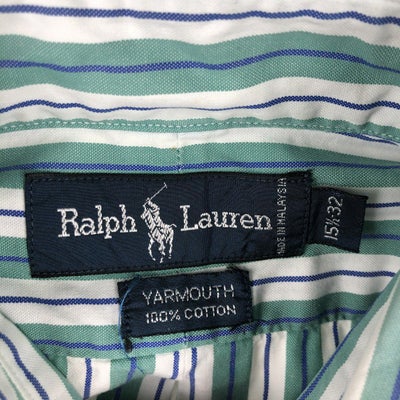 Ralph Lauren
MADE IN MALAYSIA
15½-32
YARMOUTH
100% COTTON